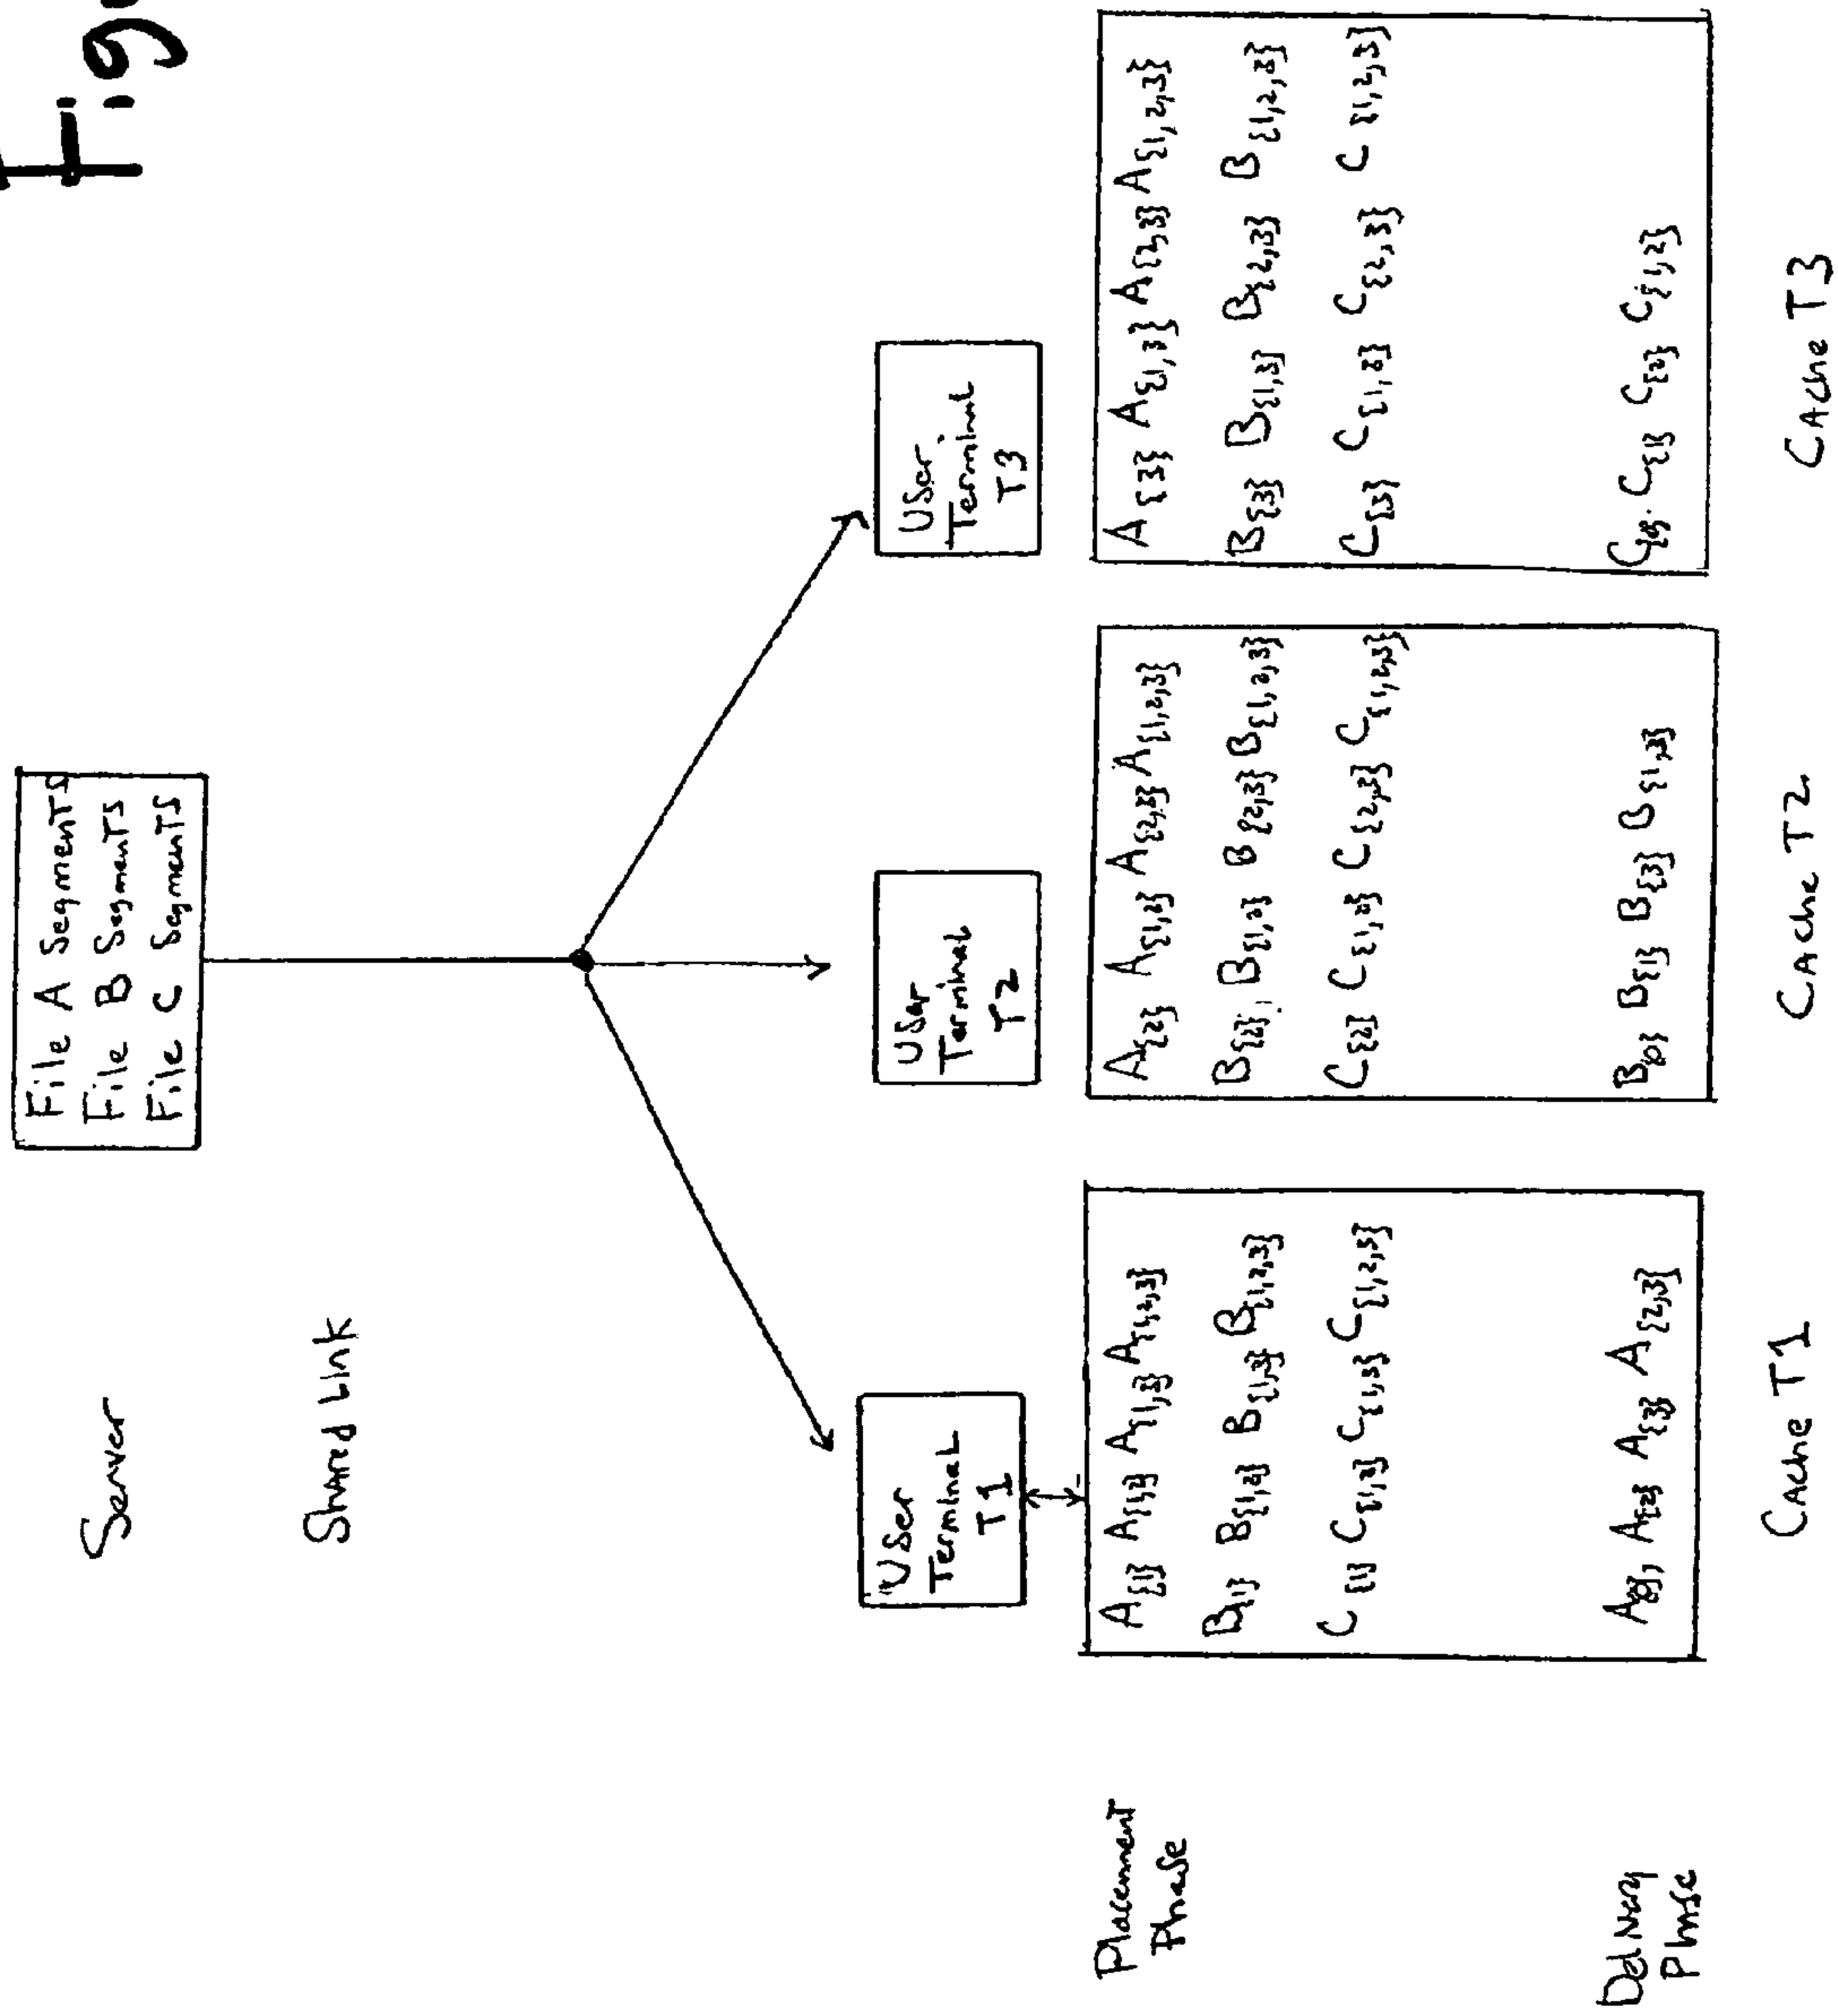 Fig
Server
File A Segments
File B Segments
File C Segments
Shared Link
User
Terminal
T1
User
Terminal
T2
User
Terminal
T3
Placement
Phase
A{1} A{1,2} A{1,3} A{1,2,3}
B{1} B{1,2} B{1,3} B{1,2,3}
C{1} C{1,2} C{1,3} C{1,2,3}
A{2} A{1,2} A{2,3} A{1,2,3}
B{2}, B{1,2} B{2,3} B{1,2,3}
C{2} C{1,2} C{2,3} C{1,2,3}
A{3} A{1,3} A{2,3} A{1,2,3}
B{3} B{1,3} B{2,3} B{1,2,3}
C{3} C{1,3} C{2,3} C{1,2,3}
Delivery
Phase
A{ø}, A{2} A{3} A{2,3}
B{ø} B{1} B{3} B{1,3}
C{ø}. C{1} C{2} C{1,2}
Cache T1
Cache T2
Cache T3